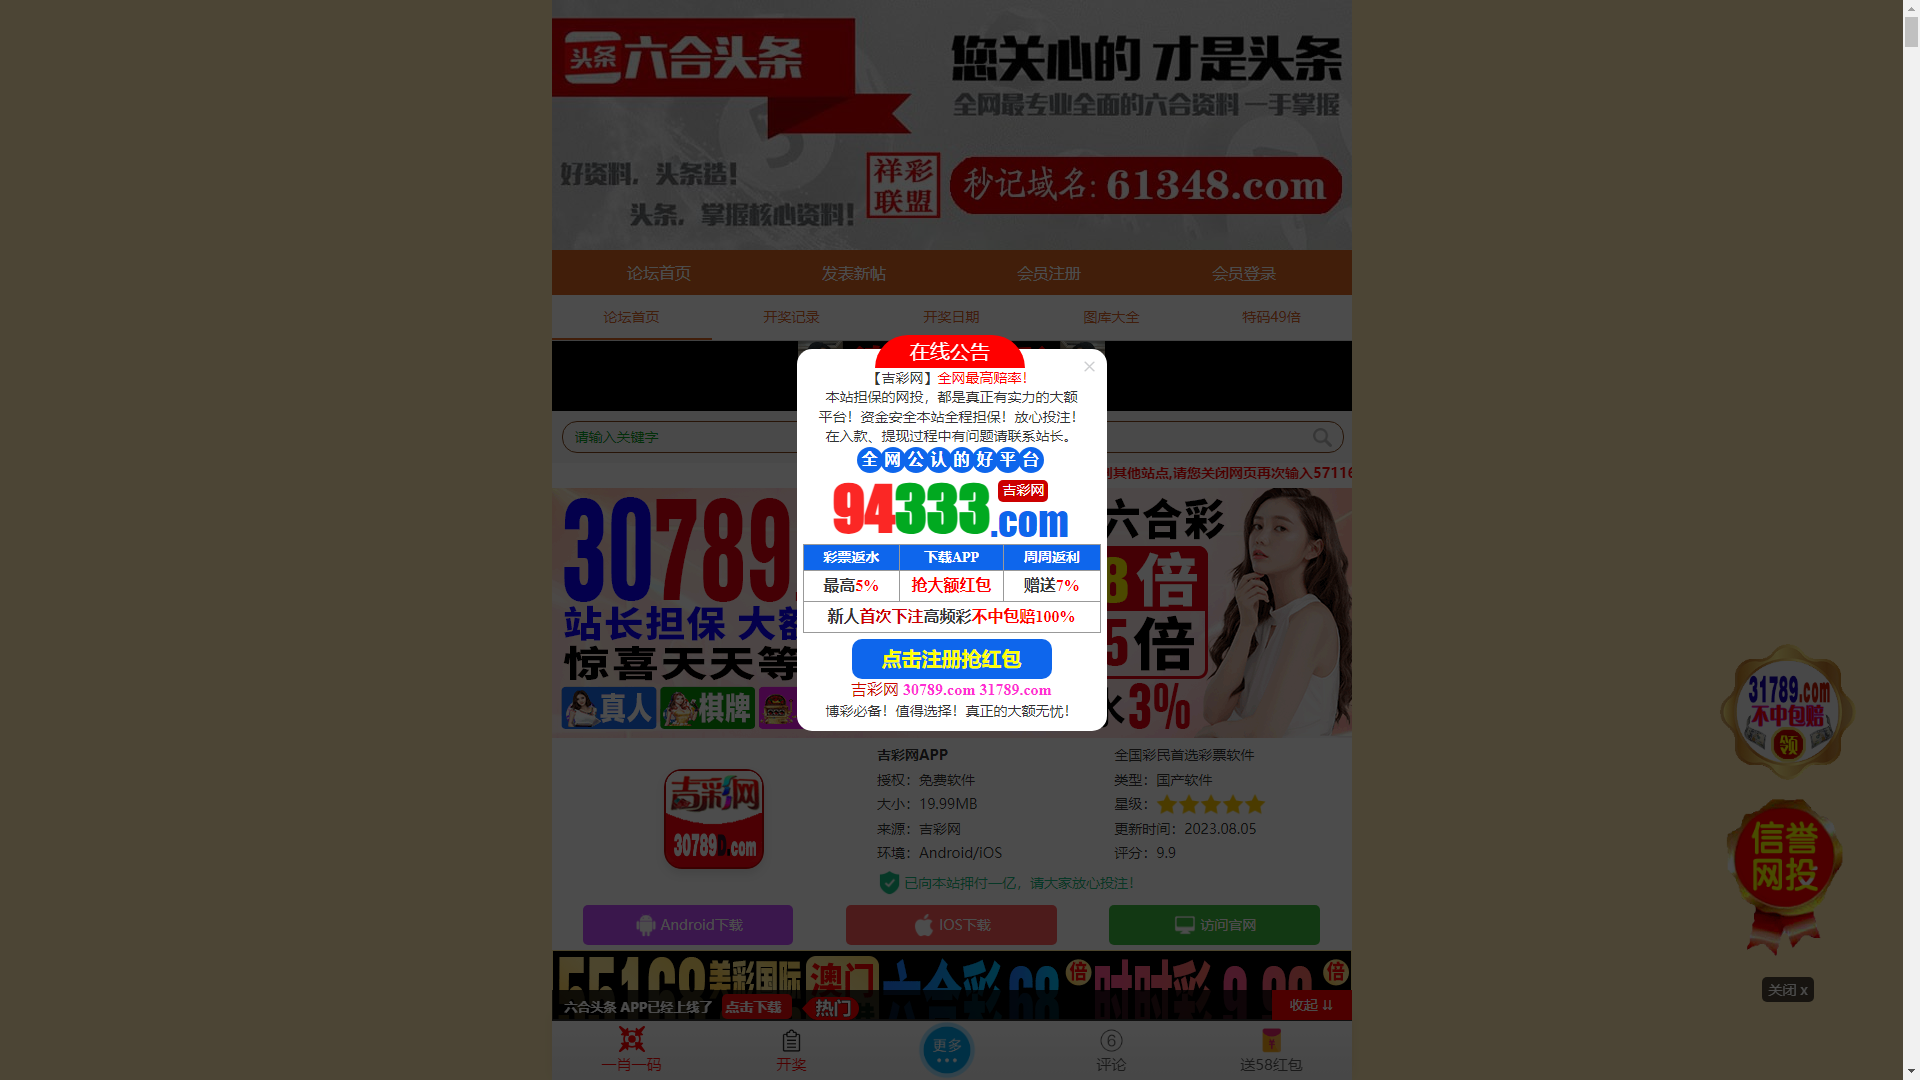 头条 六合头条
您关心的 才是头条
全网最专业全面的六合资料 一手掌握
好资料，头条造！
头条，掌握核心资料！
祥彩联盟
秒记域名: 61348.com
论坛首页 发表新帖 会员注册 会员登录
论坛首页 开奖记录 开奖日期 图库大全 特码49倍
在线公告
【吉彩网】全网最高赔率！
本站担保的网投，都是真正有实力的大额
平台！资金安全本站全程担保！放心投注！
在入款、提现过程中有问题请联系站长。
全网公认的好平台
94333.com 吉彩网
彩票返水 下载APP 周周返利
最高5% 抢大额红包 赠送7%
新人首次下注高频彩不中包赔100%
点击注册抢红包
吉彩网 30789.com 31789.com
博彩必备！值得选择！真正的大额无忧！
请输入关键字
其他站点,请您关闭网页再次输入57116
30789
站长担保 大
惊喜天天等
真人 棋牌
六合彩
倍
5倍
水3%
吉彩网
30789D.com
吉彩网APP
授权：免费软件
大小：19.99MB
来源：吉彩网
环境：Android/iOS
全国彩民首选彩票软件
类型：国产软件
星级：
更新时间：2023.08.05
评分：9.9
已向本站押付一亿，请大家放心投注！
Android下载 IOS下载 访问官网
55168 美彩国际 澳门 六合彩 68 倍 时时彩 9.99 倍
六合头条 APP已经上线了 点击下载 热门 收起
一肖一码 开奖 更多 6 评论 送58红包
31789.com
不中包赔
领
信誉
网投
关闭 x